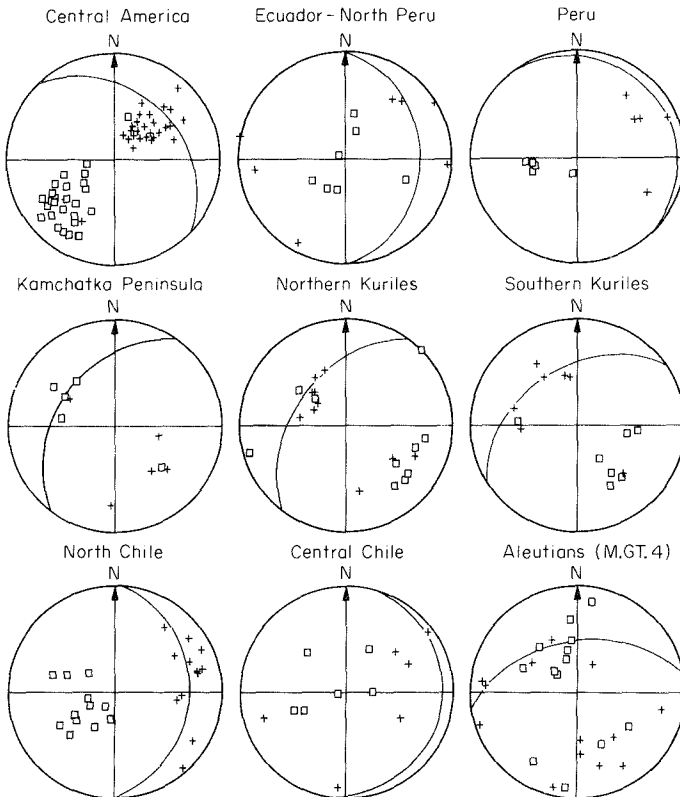 Central America
Ecuador-North Peru
Peru
N
N
N
Kamchatka Peninsula
Northern Kuriles
Southern Kuriles
N
N
N
North Chile
Central Chile
Aleutians (M.GT.4)
N
N
N